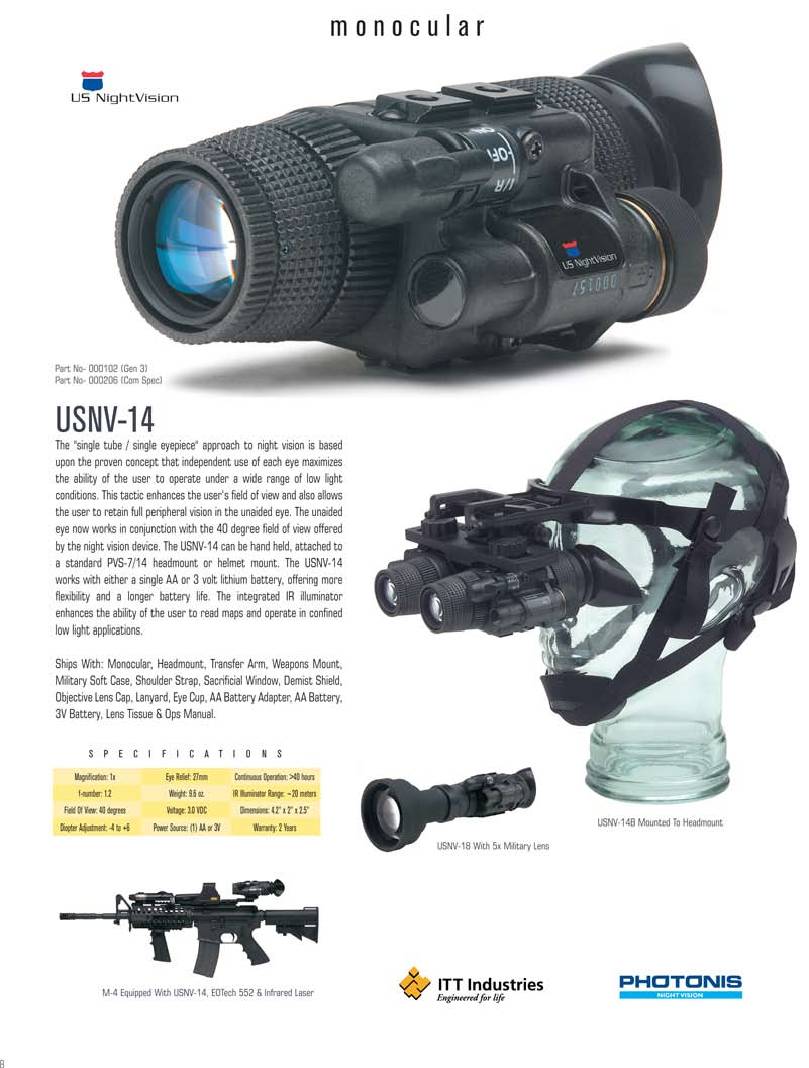 monocular
US NightVision
ON
OFF
I/R
US NightVision
000157
Part No- 000102 (Gen 3)
Part No- 000206 (Com Spec)
USNV-14
The "single tube / single eyepiece" approach to night vision is based
upon the proven concept that independent use of each eye maximizes
the ability of the user to operate under a wide range of low light
conditions. This tactic enhances the user's field of view and also allows
the user to retain full peripheral vision in the unaided eye. The unaided
eye now works in conjunction with the 40 degree field of view offered
by the night vision device. The USNV-14 can be hand held, attached to
a standard PVS-7/14 headmount or helmet mount. The USNV-14
works with either a single AA or 3 volt lithium battery, offering more
flexibility and a longer battery life. The integrated IR illuminator
enhances the ability of the user to read maps and operate in confined
low light applications.
Ships With: Monocular, Headmount, Transfer Arm, Weapons Mount,
Military Soft Case, Shoulder Strap, Sacrificial Window, Demist Shield,
Objective Lens Cap, Lanyard, Eye Cup, AA Battery Adapter, AA Battery,
3V Battery, Lens Tissue & Ops Manual.
SPECIFICATIONS
Magnification: 1x Eye Relief: 27mm Continuous Operation: >40 hours
f-number: 1.2 Weight: 9.6 oz. IR Illuminator Range: ~20 meters
Field Of View: 40 degrees Voltage: 3.0 VDC Dimensions: 4.2" x 2" x 2.5"
Diopter Adjustment: -4 to +6 Power Source: (1) AA or 3V Warranty: 2 Years
USNV-14B Mounted To Headmount
USNV-18 With 5x Military Lens
M-4 Equipped With USNV-14, EOTech 552 & Infrared Laser
ITT Industries
Engineered for life
PHOTONIS
NIGHT VISION
8